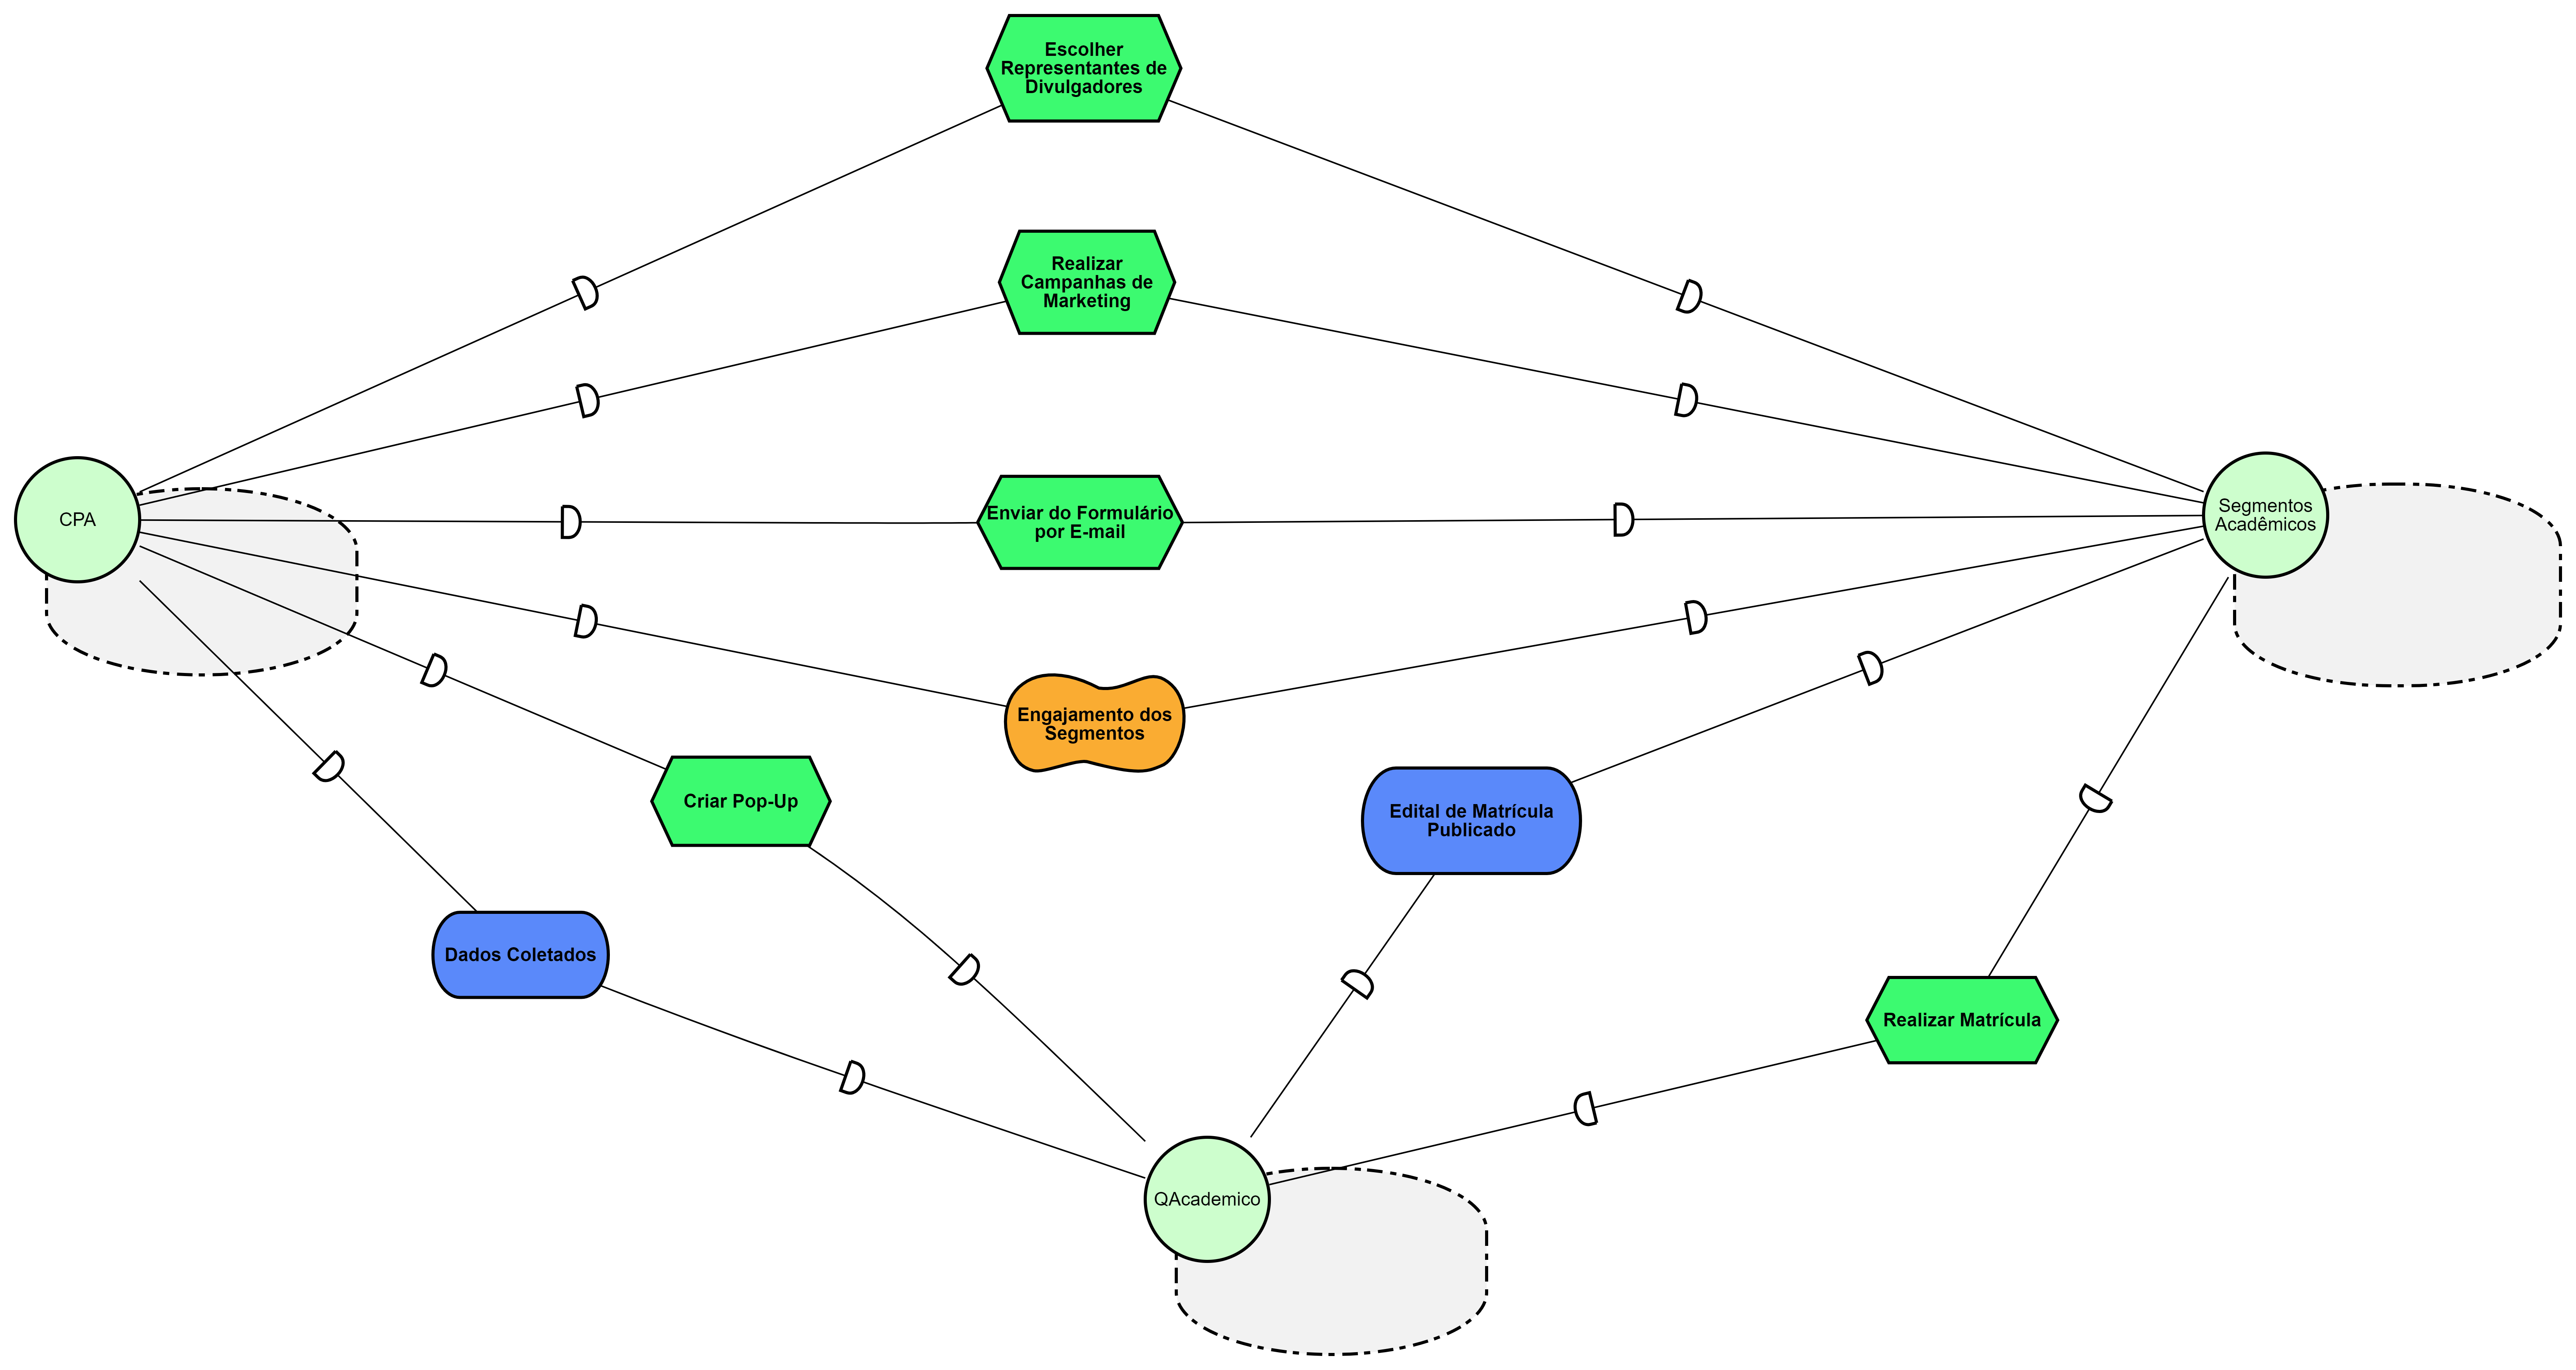 Escolher
Representantes de
Divulgadores
Realizar
Campanhas de
Marketing
CPA
Enviar do Formulário
por E-mail
Segmentos
Acadêmicos
Engajamento dos
Segmentos
Criar Pop-Up
Edital de Matrícula
Publicado
Dados Coletados
Realizar Matrícula
QAcademico